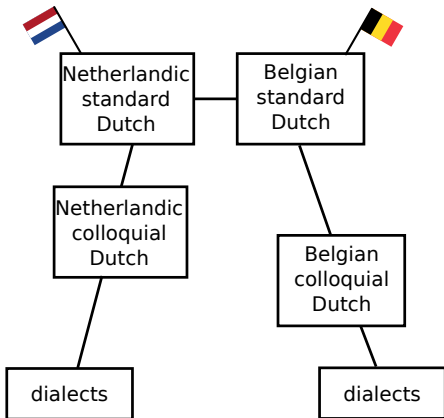 Netherlandic
standard
Dutch
Belgian
standard
Dutch
Netherlandic
colloquial
Dutch
Belgian
colloquial
Dutch
dialects
dialects